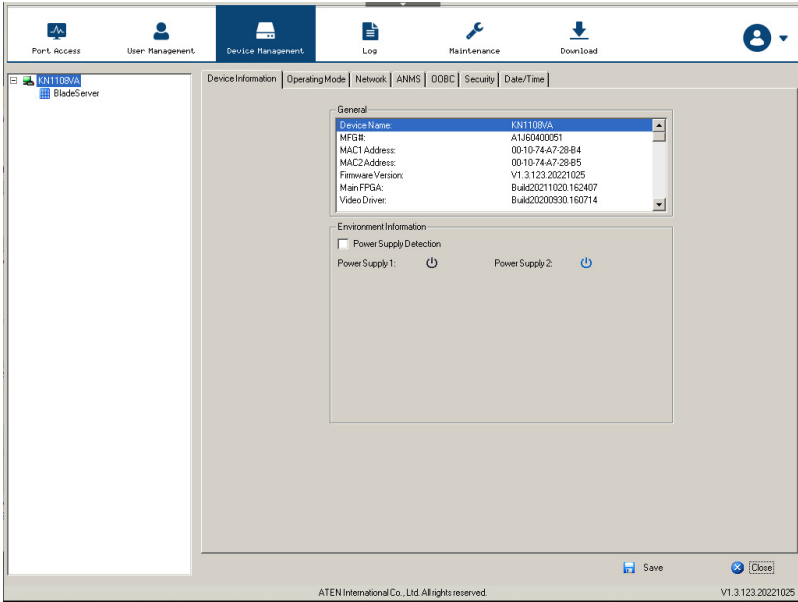 Port Access User Management Device Management Log Maintenance Download
KN1108VA
BladeServer
Device Information Operating Mode Network ANMS OOBC Security Date/Time
General
Device Name: KN1108VA
MFG#: A1J60400051
MAC1 Address: 00-10-74-A7-28-B4
MAC2 Address: 00-10-74-A7-28-B5
Firmware Version: V1.3.123.20221025
Main FPGA: Build20211020.162407
Video Driver: Build20200930.160714
Environment Information
Power Supply Detection
Power Supply 1: Power Supply 2:
Save Close
ATEN International Co., Ltd. All rights reserved. V1.3.123.20221025